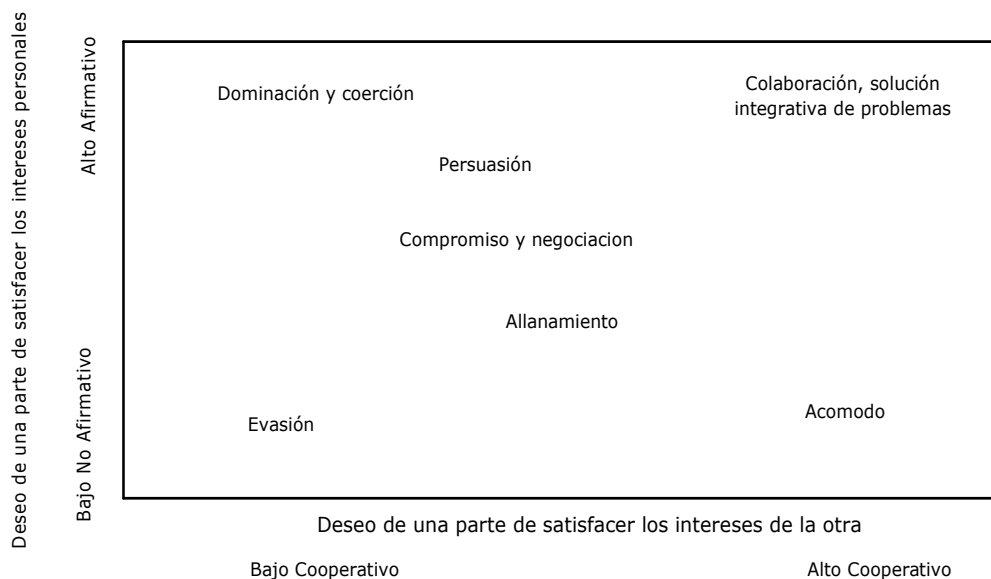 Deseo de una parte de satisfacer los intereses personales
Alto Afirmativo
Bajo No Afirmativo
Dominación y coerción
Colaboración, solución
integrativa de problemas
Persuasión
Compromiso y negociacion
Allanamiento
Evasión
Acomodo
Deseo de una parte de satisfacer los intereses de la otra
Bajo Cooperativo
Alto Cooperativo